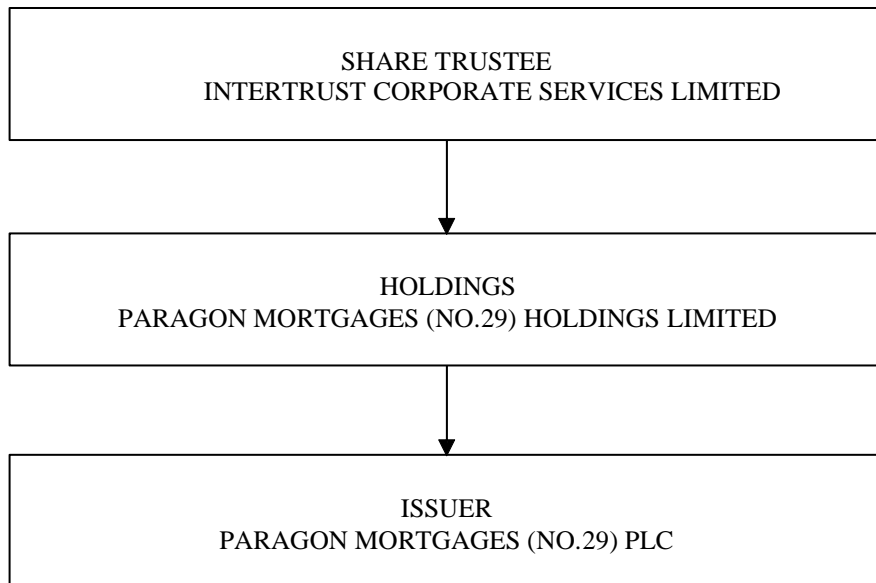 SHARE TRUSTEE
INTERTRUST CORPORATE SERVICES LIMITED
HOLDINGS
PARAGON MORTGAGES (NO.29) HOLDINGS LIMITED
ISSUER
PARAGON MORTGAGES (NO.29) PLC